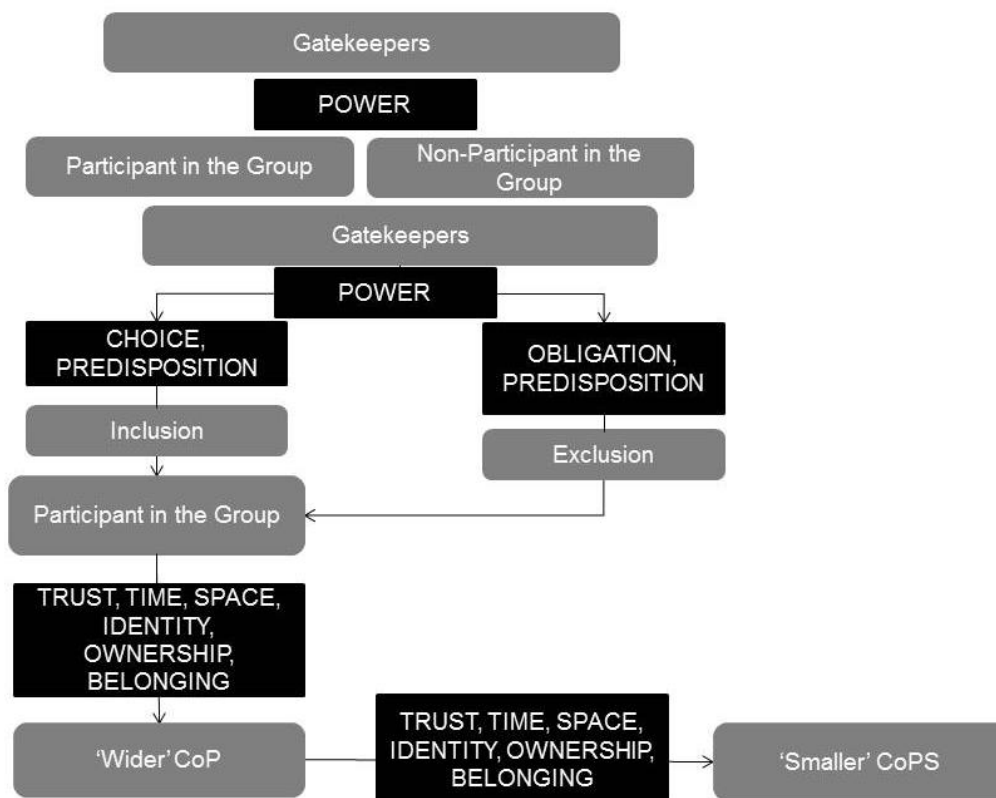 Gatekeepers
POWER
Participant in the Group
Non-Participant in the
Group
Gatekeepers
POWER
CHOICE,
PREDISPOSITION
OBLIGATION,
PREDISPOSITION
Inclusion
Exclusion
Participant in the Group
TRUST, TIME, SPACE,
IDENTITY,
OWNERSHIP,
BELONGING
‘Wider’ CoP
TRUST, TIME, SPACE,
IDENTITY, OWNERSHIP,
BELONGING
‘Smaller’ CoPS